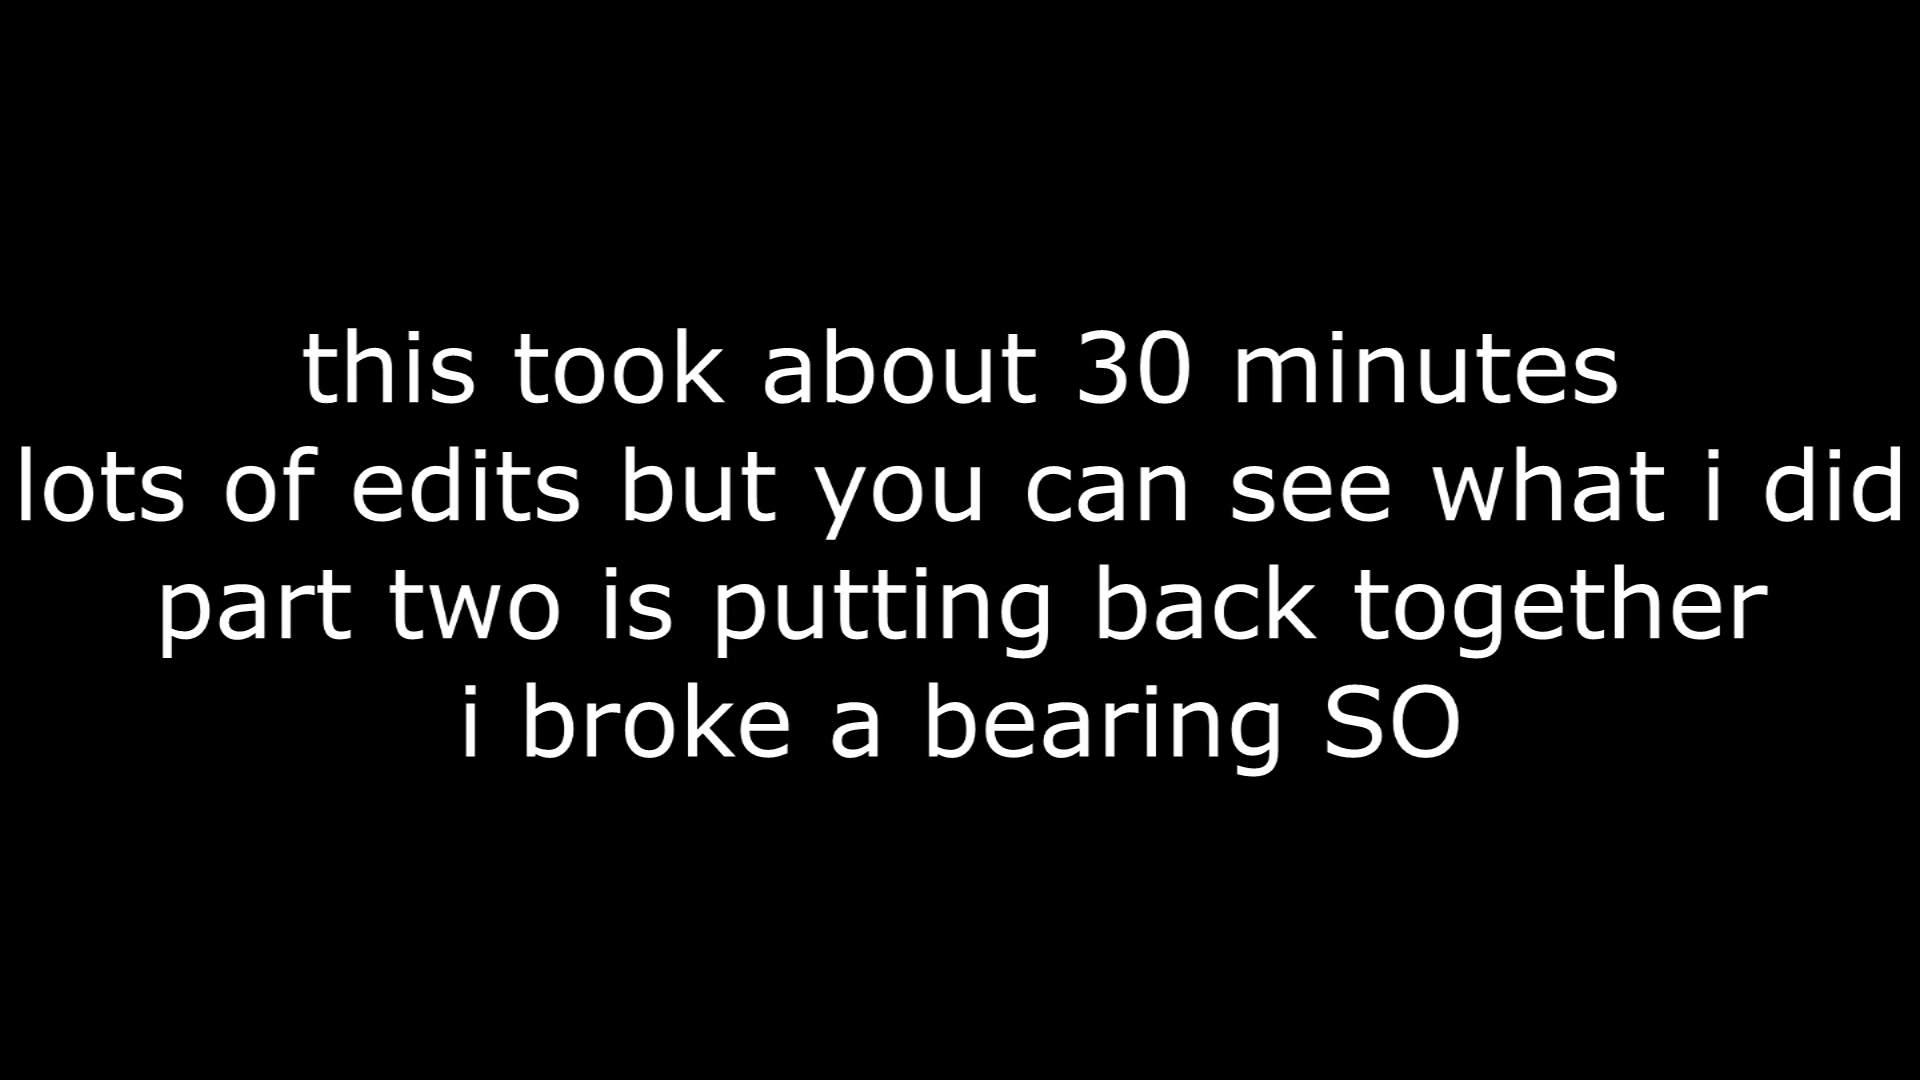 this took about 30 minutes
lots of edits but you can see what i did
part two is putting back together
i broke a bearing SO